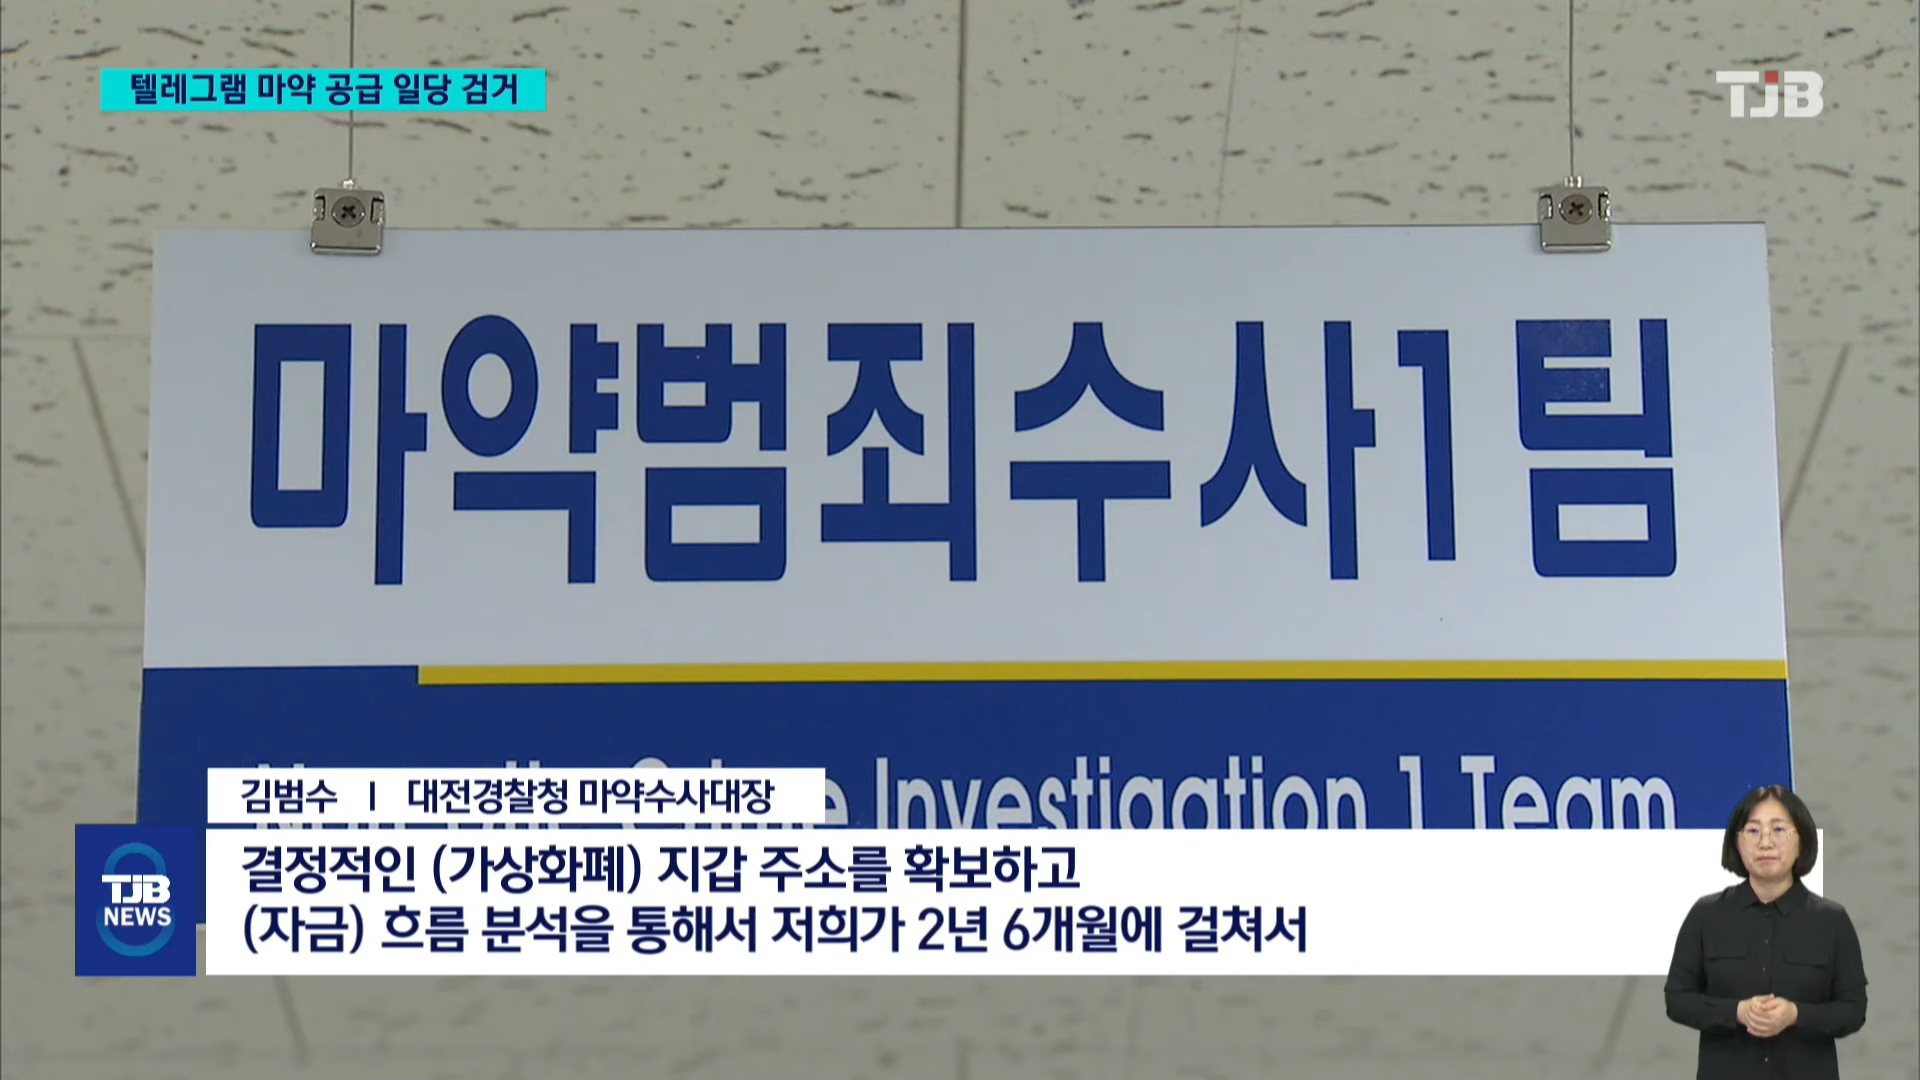 텔레그램 마약 공급 일당 검거
TJB
마약범죄수사1팀
Investigation 1 Team
김범수 | 대전경찰청 마약수사대장
결정적인 (가상화폐) 지갑 주소를 확보하고
(자금) 흐름 분석을 통해서 저희가 2년 6개월에 걸쳐서
TJB
NEWS